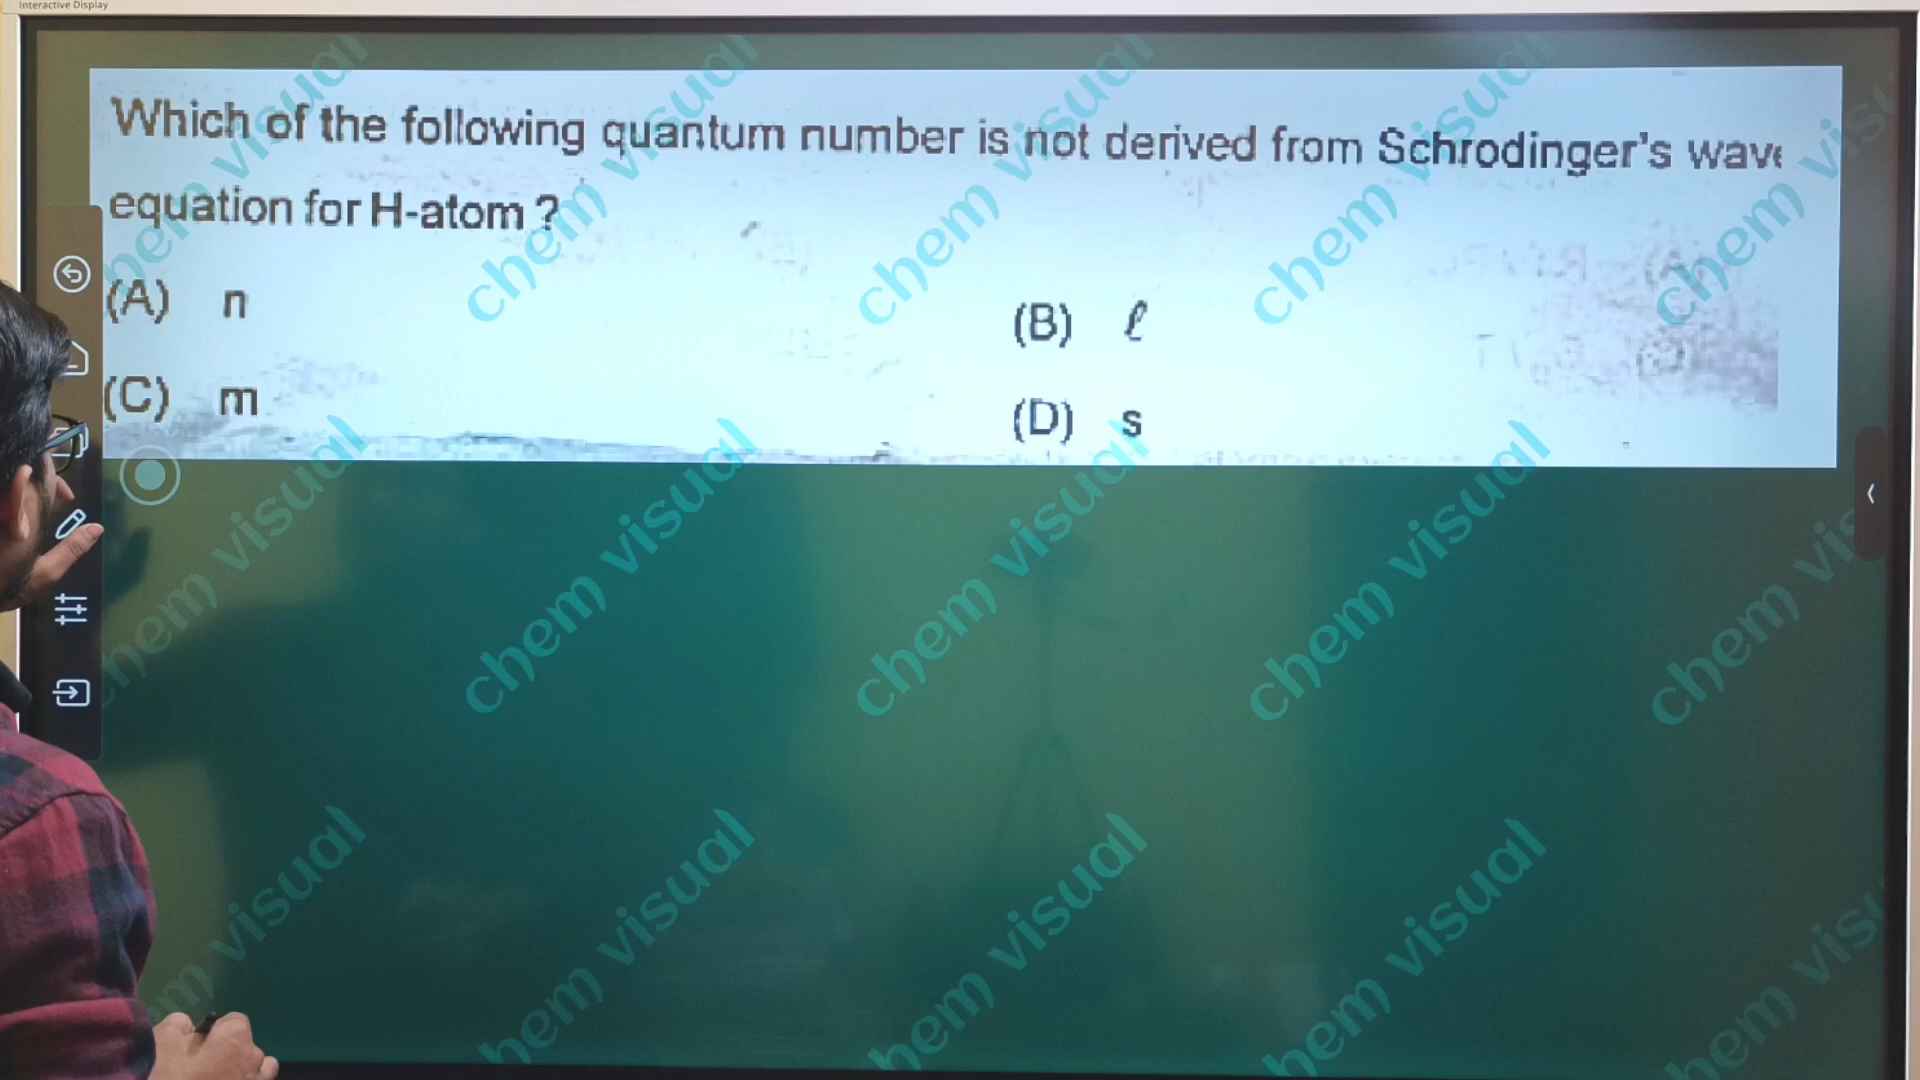 Interactive Display
Which of the following quantum number is not derived from Schrodinger's wave
equation for H-atom ?
(A) n
(B) ℓ
(C) m
(D) s
chem visual